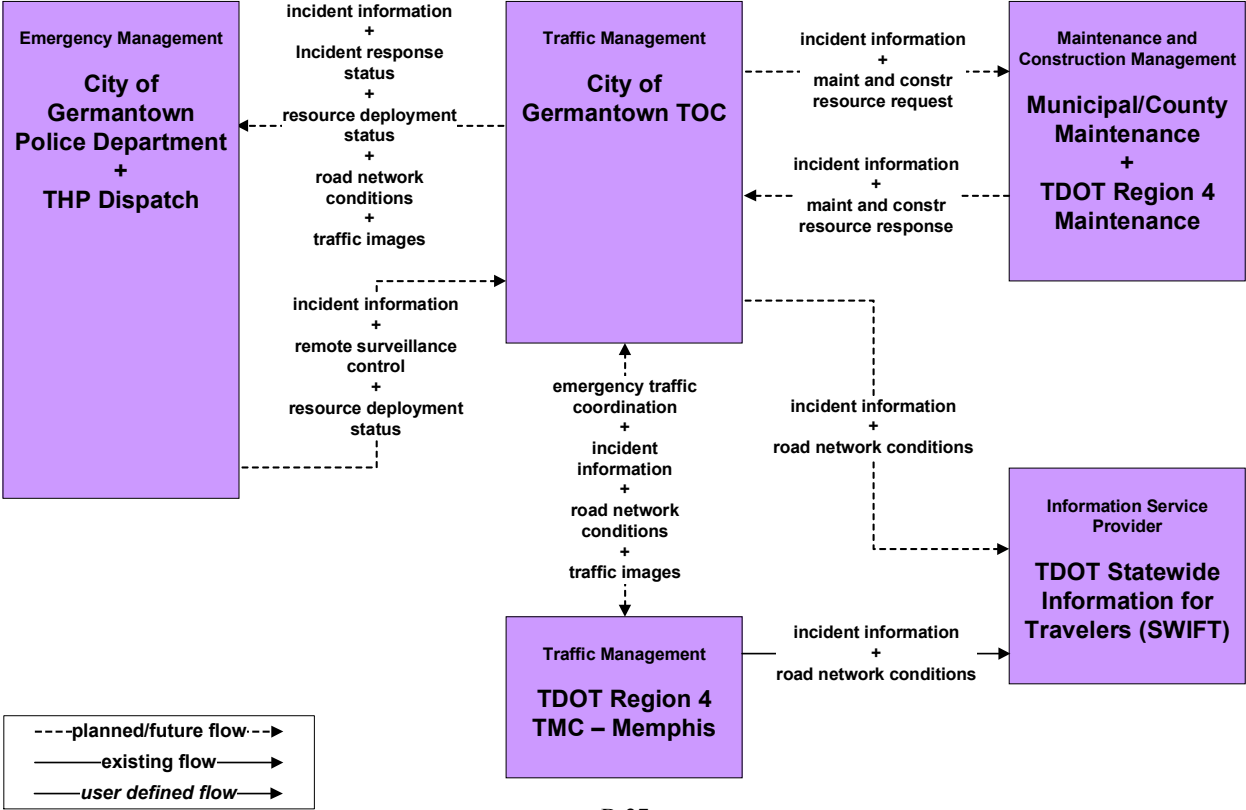 Emergency Management
City of
Germantown
Police Department
+
THP Dispatch
incident information
+
Incident response
status
+
resource deployment
status
+
road network
conditions
+
traffic images
incident information
+
remote surveillance
control
+
resource deployment
status
Traffic Management
City of
Germantown TOC
incident information
+
maint and constr
resource request
incident information
+
maint and constr
resource response
Maintenance and
Construction Management
Municipal/County
Maintenance
+
TDOT Region 4
Maintenance
emergency traffic
coordination
+
incident
information
+
road network
conditions
+
traffic images
incident information
+
road network conditions
Information Service
Provider
TDOT Statewide
Information for
Travelers (SWIFT)
Traffic Management
TDOT Region 4
TMC – Memphis
incident information
+
road network conditions
planned/future flow
existing flow
user defined flow